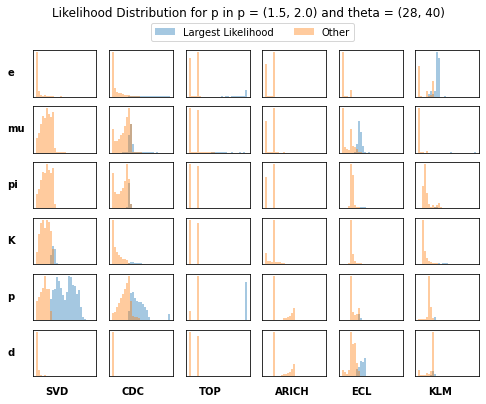 Likelihood Distribution for p in p = (1.5, 2.0) and theta = (28, 40)
Largest Likelihood Other
e
mu
pi
K
p
d
SVD CDC TOP ARICH ECL KLM